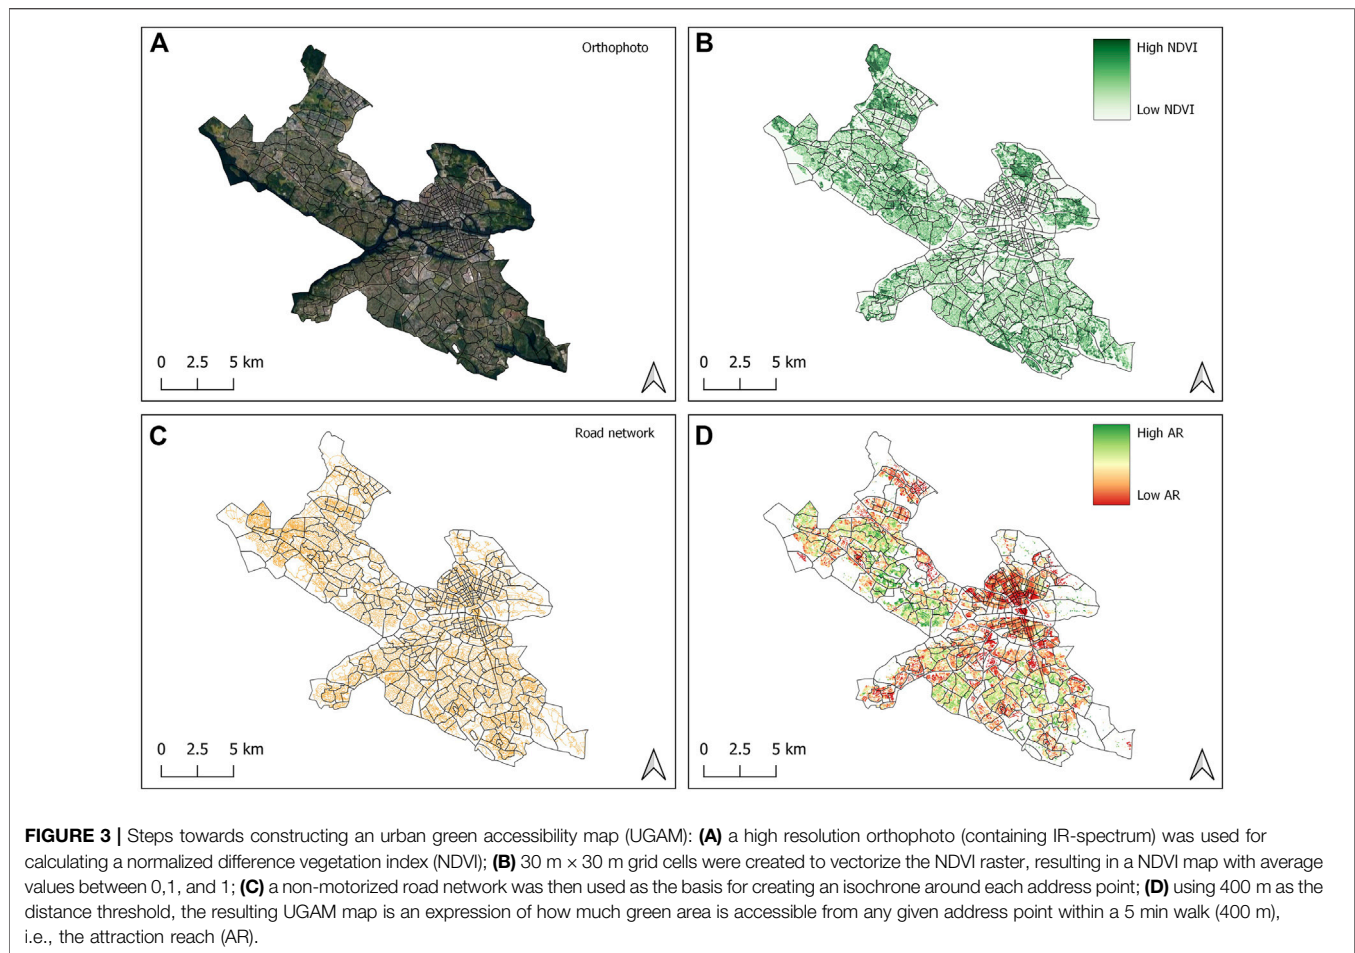 A
Orthophoto
0 2.5 5 km
B
High NDVI
Low NDVI
0 2.5 5 km
C
Road network
0 2.5 5 km
D
High AR
Low AR
0 2.5 5 km
FIGURE 3 | Steps towards constructing an urban green accessibility map (UGAM): (A) a high resolution orthophoto (containing IR-spectrum) was used for
calculating a normalized difference vegetation index (NDVI); (B) 30 m × 30 m grid cells were created to vectorize the NDVI raster, resulting in a NDVI map with average
values between 0,1, and 1; (C) a non-motorized road network was then used as the basis for creating an isochrone around each address point; (D) using 400 m as the
distance threshold, the resulting UGAM map is an expression of how much green area is accessible from any given address point within a 5 min walk (400 m),
i.e., the attraction reach (AR).